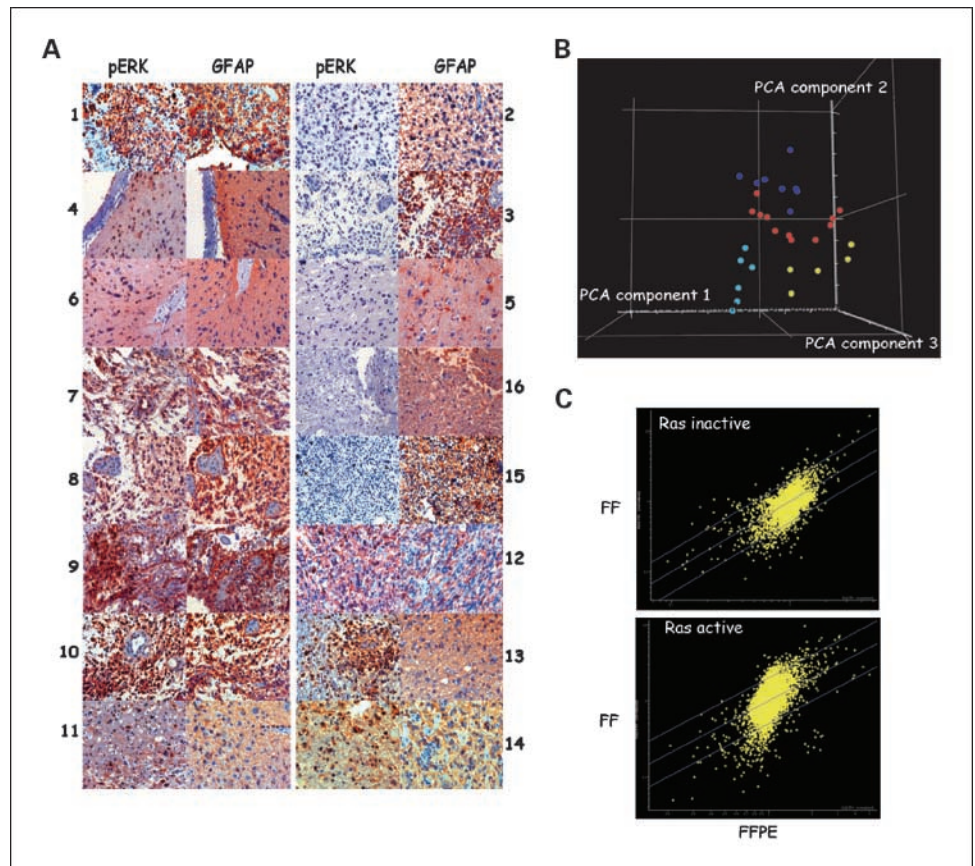 A
pERK GFAP pERK GFAP
1 2
4 3
6 5
7 16
8 15
9 12
10 13
11 14
B
PCA component 2
PCA component 1
PCA component 3
C
Ras inactive
FF
Ras active
FF
FFPE